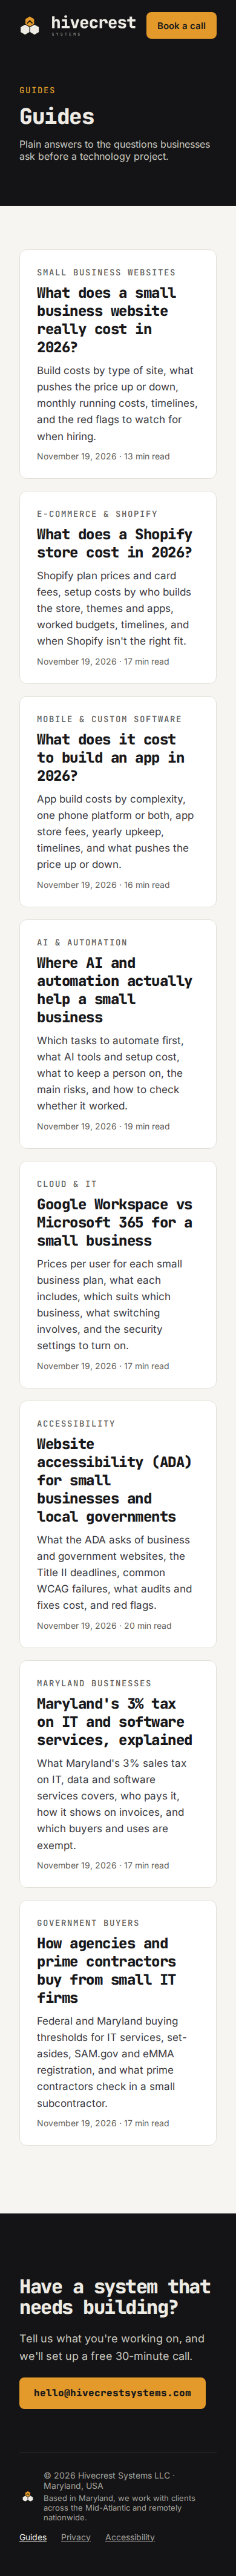 hivecrest
SYSTEMS
Book a call
GUIDES
Guides
Plain answers to the questions businesses
ask before a technology project.
SMALL BUSINESS WEBSITES
What does a small
business website
really cost in
2026?
Build costs by type of site, what
pushes the price up or down,
monthly running costs, timelines,
and the red flags to watch for
when hiring.
November 19, 2026 · 13 min read
E-COMMERCE & SHOPIFY
What does a Shopify
store cost in 2026?
Shopify plan prices and card
fees, setup costs by who builds
the store, themes and apps,
worked budgets, timelines, and
when Shopify isn't the right fit.
November 19, 2026 · 17 min read
MOBILE & CUSTOM SOFTWARE
What does it cost
to build an app in
2026?
App build costs by complexity,
one phone platform or both, app
store fees, yearly upkeep,
timelines, and what pushes the
price up or down.
November 19, 2026 · 16 min read
AI & AUTOMATION
Where AI and
automation actually
help a small
business
Which tasks to automate first,
what AI tools and setup cost,
what to keep a person on, the
main risks, and how to check
whether it worked.
November 19, 2026 · 19 min read
CLOUD & IT
Google Workspace vs
Microsoft 365 for a
small business
Prices per user for each small
business plan, what each
includes, which suits which
business, what switching
involves, and the security
settings to turn on.
November 19, 2026 · 17 min read
ACCESSIBILITY
Website
accessibility (ADA)
for small
businesses and
local governments
What the ADA asks of business
and government websites, the
Title II deadlines, common
WCAG failures, what audits and
fixes cost, and red flags.
November 19, 2026 · 20 min read
MARYLAND BUSINESSES
Maryland's 3% tax
on IT and software
services, explained
What Maryland's 3% sales tax
on IT, data and software
services covers, who pays it,
how it shows on invoices, and
which buyers and uses are
exempt.
November 19, 2026 · 17 min read
GOVERNMENT BUYERS
How agencies and
prime contractors
buy from small IT
firms
Federal and Maryland buying
thresholds for IT services, set-
asides, SAM.gov and eMMA
registration, and what prime
contractors check in a small
subcontractor.
November 19, 2026 · 17 min read
Have a system that
needs building?
Tell us what you're working on, and
we'll set up a free 30-minute call.
hello@hivecrestsystems.com
© 2026 Hivecrest Systems LLC ·
Maryland, USA
Based in Maryland, we work with clients
across the Mid-Atlantic and remotely
nationwide.
Guides Privacy Accessibility